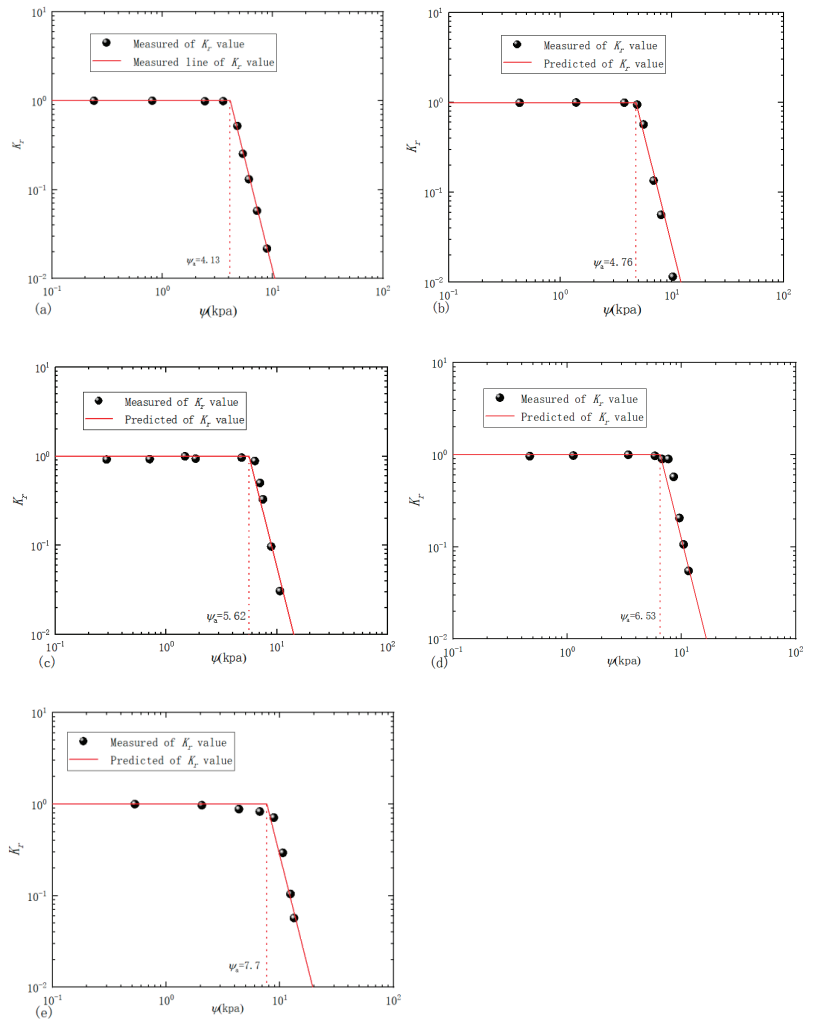 10¹
Measured of Kᵣ value
Measured line of Kᵣ value
10⁰
Kᵣ
10⁻¹
ψₐ=4.13
10⁻²
10⁻¹ 10⁰ 10¹ 10²
(a) ψ(kpa)
10¹
Measured of Kᵣ value
Predicted of Kᵣ value
10⁰
Kᵣ
10⁻¹
ψₐ=4.76
10⁻²
10⁻¹ 10⁰ 10¹ 10²
(b) ψ(kpa)
10¹
Measured of Kᵣ value
Predicted of Kᵣ value
10⁰
Kᵣ
10⁻¹
ψₐ=5.62
10⁻²
10⁻¹ 10⁰ 10¹ 10²
(c) ψ(kpa)
10¹
Measured of Kᵣ value
Predicted of Kᵣ value
10⁰
Kᵣ
10⁻¹
ψₐ=6.53
10⁻²
10⁻¹ 10⁰ 10¹ 10²
(d) ψ(kpa)
10¹
Measured of Kᵣ value
Predicted of Kᵣ value
10⁰
Kᵣ
10⁻¹
ψₐ=7.7
10⁻²
10⁻¹ 10⁰ 10¹ 10²
(e) ψ(kpa)